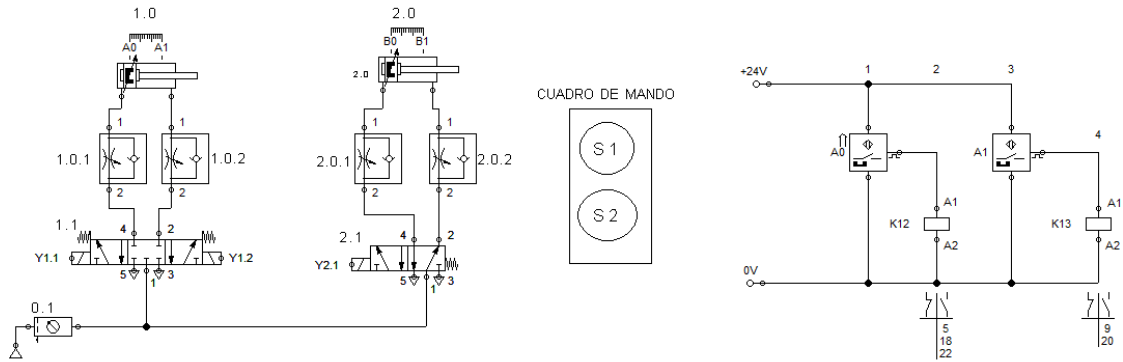 1.0
A0 A1
2.0
B0 B1
2.0
1 1
1.0.1 1.0.2
2 2
1 1
2.0.1 2.0.2
2 2
1.1
4 2
Y1.1 Y1.2
5 3
1
2.1
4 2
Y2.1
5 3
1
0.1
CUADRO DE MANDO
S1
S2
+24V
1 2 3 4
A0
A1
A1
K12
A2
A1
K13
A2
0V
5
18
22
9
20